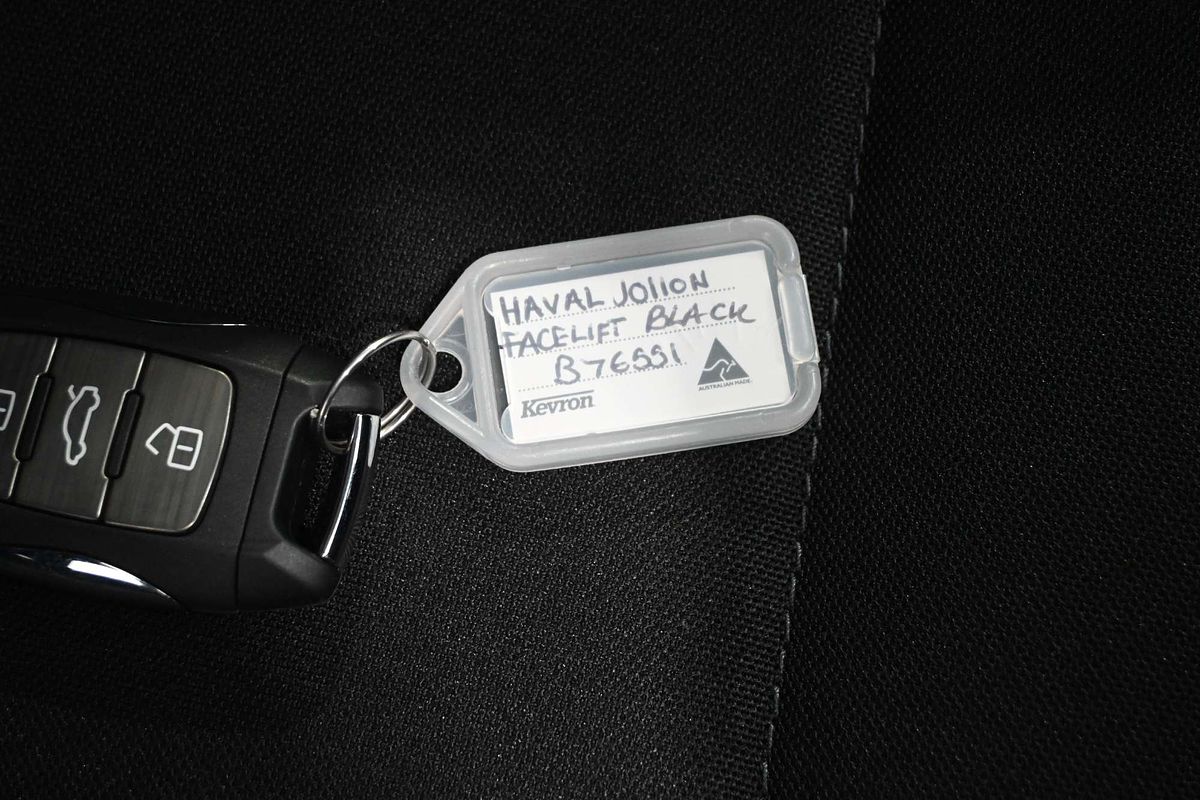 HAVAL JOlION
FACELIFT BLACK
B76551
Kevron
AUSTRALIAN MADE.